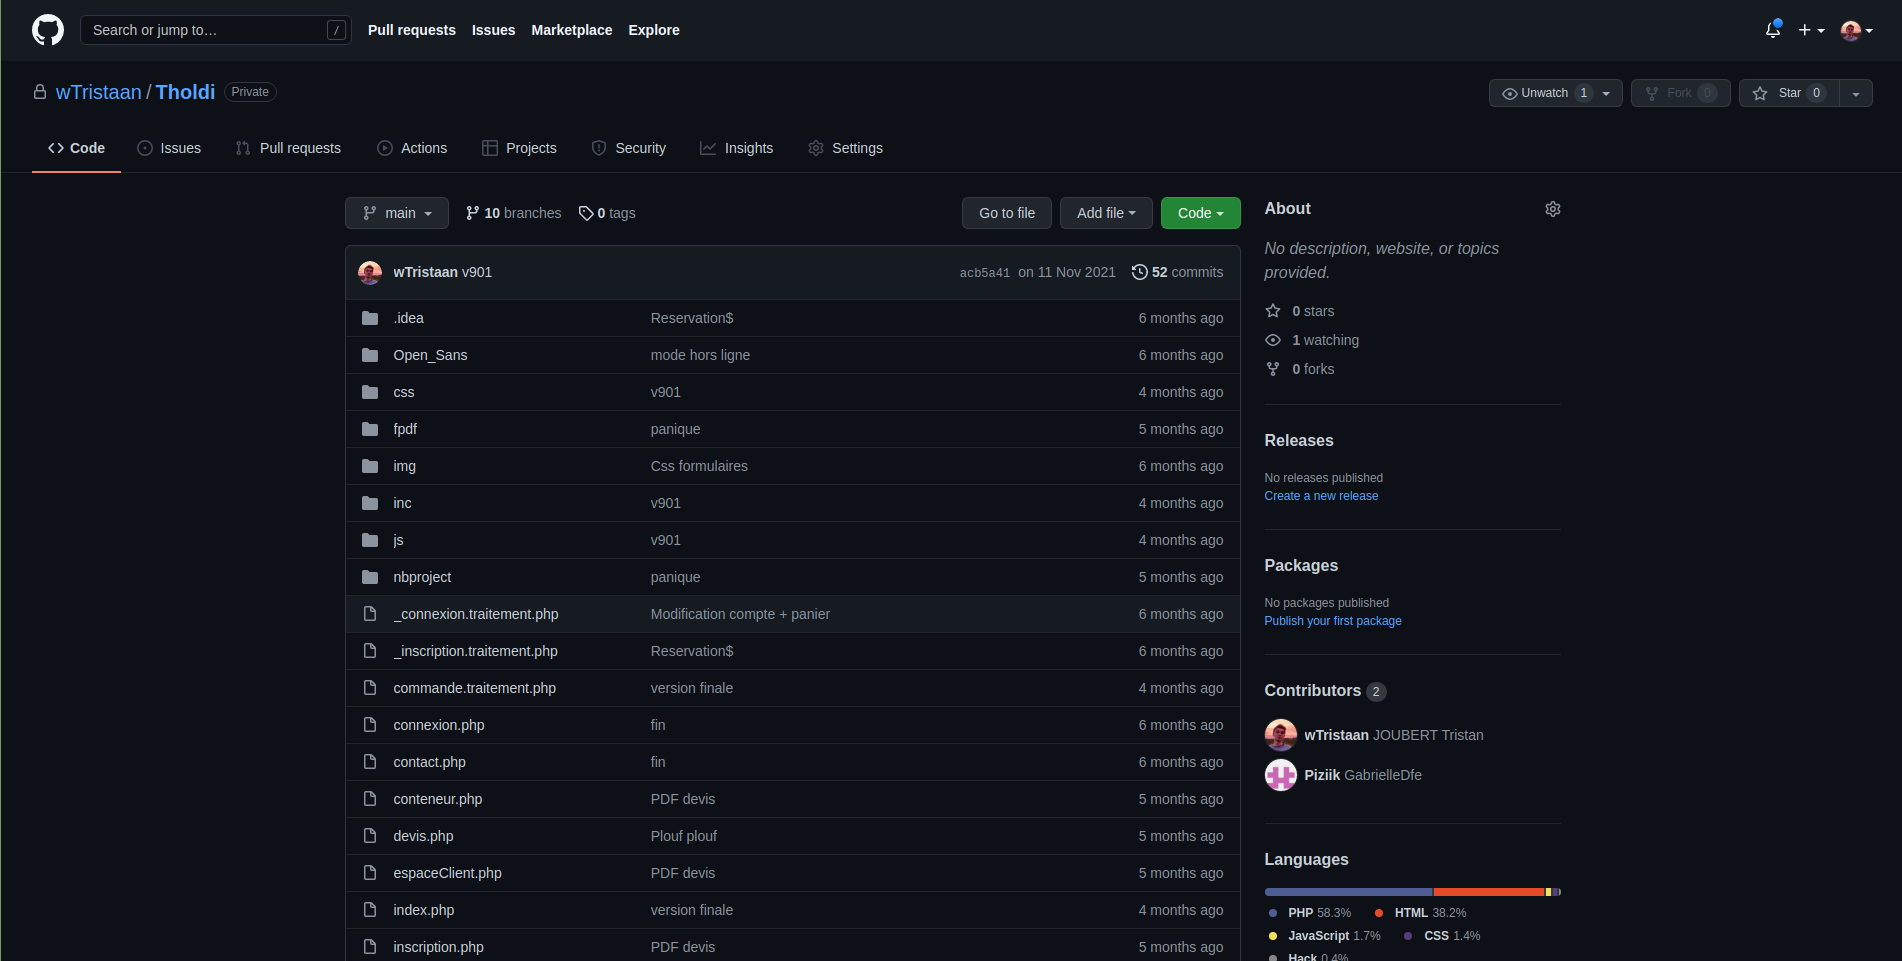 Search or jump to… /
Pull requests Issues Marketplace Explore
wTristaan / Tholdi Private
Unwatch 1 Fork 0 Star 0
Code Issues Pull requests Actions Projects Security Insights Settings
main 10 branches 0 tags Go to file Add file Code
wTristaan v901 acb5a41 on 11 Nov 2021 52 commits
.idea Reservation$ 6 months ago
Open_Sans mode hors ligne 6 months ago
css v901 4 months ago
fpdf panique 5 months ago
img Css formulaires 6 months ago
inc v901 4 months ago
js v901 4 months ago
nbproject panique 5 months ago
_connexion.traitement.php Modification compte + panier 6 months ago
_inscription.traitement.php Reservation$ 6 months ago
commande.traitement.php version finale 4 months ago
connexion.php fin 6 months ago
contact.php fin 6 months ago
conteneur.php PDF devis 5 months ago
devis.php Plouf plouf 5 months ago
espaceClient.php PDF devis 5 months ago
index.php version finale 4 months ago
inscription.php PDF devis 5 months ago
About
No description, website, or topics
provided.
0 stars
1 watching
0 forks
Releases
No releases published
Create a new release
Packages
No packages published
Publish your first package
Contributors 2
wTristaan JOUBERT Tristan
Piziik GabrielleDfe
Languages
PHP 58.3% HTML 38.2%
JavaScript 1.7% CSS 1.4%
Hack 0.4%